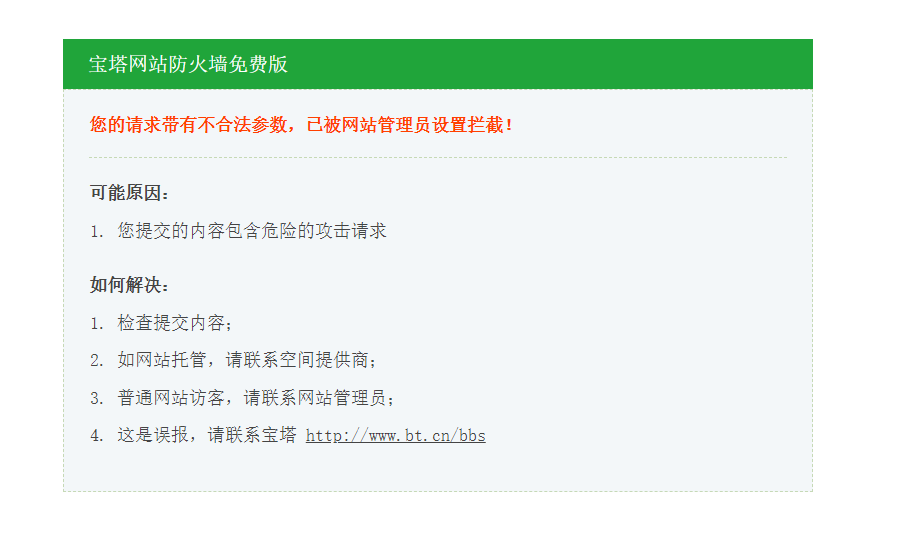 宝塔网站防火墙免费版
您的请求带有不合法参数，已被网站管理员设置拦截！
可能原因：
1. 您提交的内容包含危险的攻击请求
如何解决：
1. 检查提交内容；
2. 如网站托管，请联系空间提供商；
3. 普通网站访客，请联系网站管理员；
4. 这是误报，请联系宝塔 http://www.bt.cn/bbs